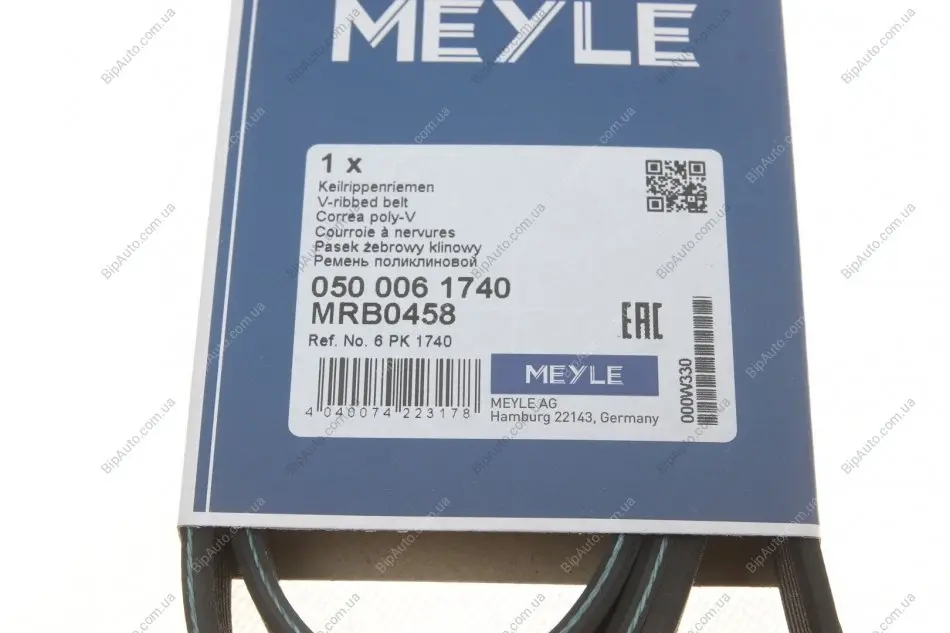 MEYLE
1 x
Keilrippenriemen
V-ribbed belt
Correa poly-V
Courroie à nervures
Pasek żebrowy klinowy
Ремень поликлиновой
050 006 1740
MRB0458
Ref. No. 6 PK 1740
EAC
MEYLE
4 040074 223178
MEYLE AG
Hamburg 22143, Germany
000W330
BipAuto.com.ua